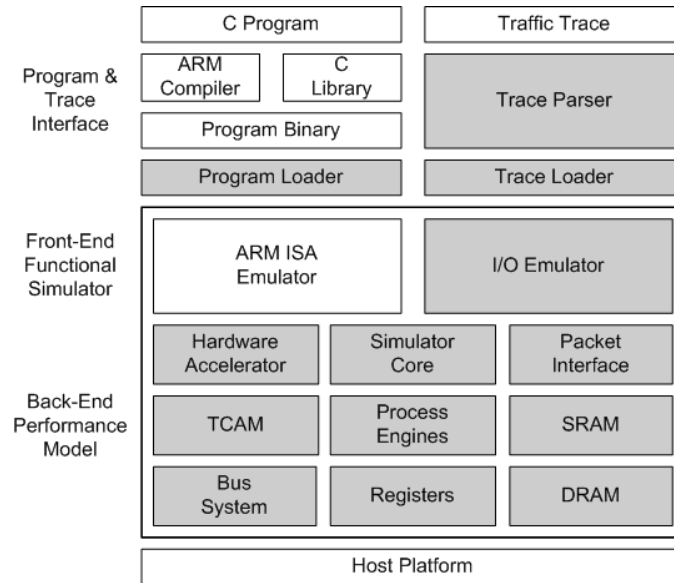 C Program
Traffic Trace
Program &
Trace
Interface
ARM
Compiler
C
Library
Trace Parser
Program Binary
Program Loader
Trace Loader
Front-End
Functional
Simulator
ARM ISA
Emulator
I/O Emulator
Back-End
Performance
Model
Hardware
Accelerator
Simulator
Core
Packet
Interface
TCAM
Process
Engines
SRAM
Bus
System
Registers
DRAM
Host Platform